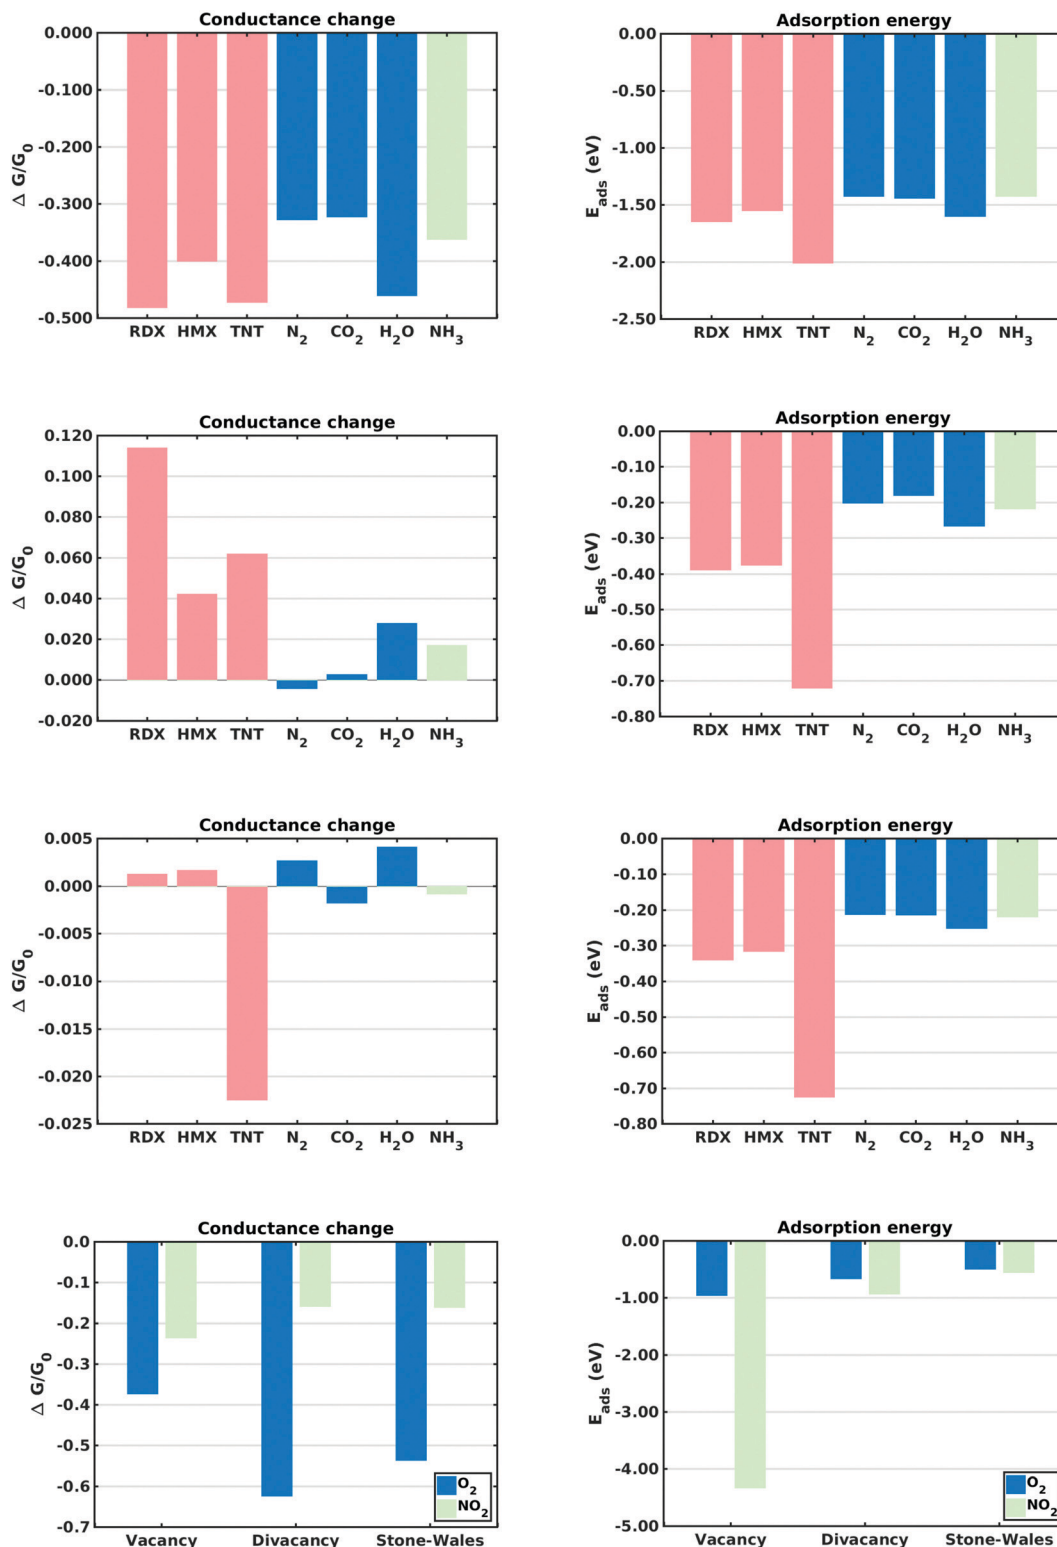 Conductance change
0.000
-0.100
-0.200
-0.300
-0.400
-0.500
Δ G/G₀
RDX HMX TNT N₂ CO₂ H₂O NH₃
Adsorption energy
0.00
-0.50
-1.00
-1.50
-2.00
-2.50
E_ads (eV)
RDX HMX TNT N₂ CO₂ H₂O NH₃
Conductance change
0.120
0.100
0.080
0.060
0.040
0.020
0.000
-0.020
Δ G/G₀
RDX HMX TNT N₂ CO₂ H₂O NH₃
Adsorption energy
0.00
-0.10
-0.20
-0.30
-0.40
-0.50
-0.60
-0.70
-0.80
E_ads (eV)
RDX HMX TNT N₂ CO₂ H₂O NH₃
Conductance change
0.005
0.000
-0.005
-0.010
-0.015
-0.020
-0.025
Δ G/G₀
RDX HMX TNT N₂ CO₂ H₂O NH₃
Adsorption energy
0.00
-0.10
-0.20
-0.30
-0.40
-0.50
-0.60
-0.70
-0.80
E_ads (eV)
RDX HMX TNT N₂ CO₂ H₂O NH₃
Conductance change
0.0
-0.1
-0.2
-0.3
-0.4
-0.5
-0.6
-0.7
Δ G/G₀
O₂
NO₂
Vacancy Divacancy Stone-Wales
Adsorption energy
0.00
-1.00
-2.00
-3.00
-4.00
-5.00
E_ads (eV)
O₂
NO₂
Vacancy Divacancy Stone-Wales